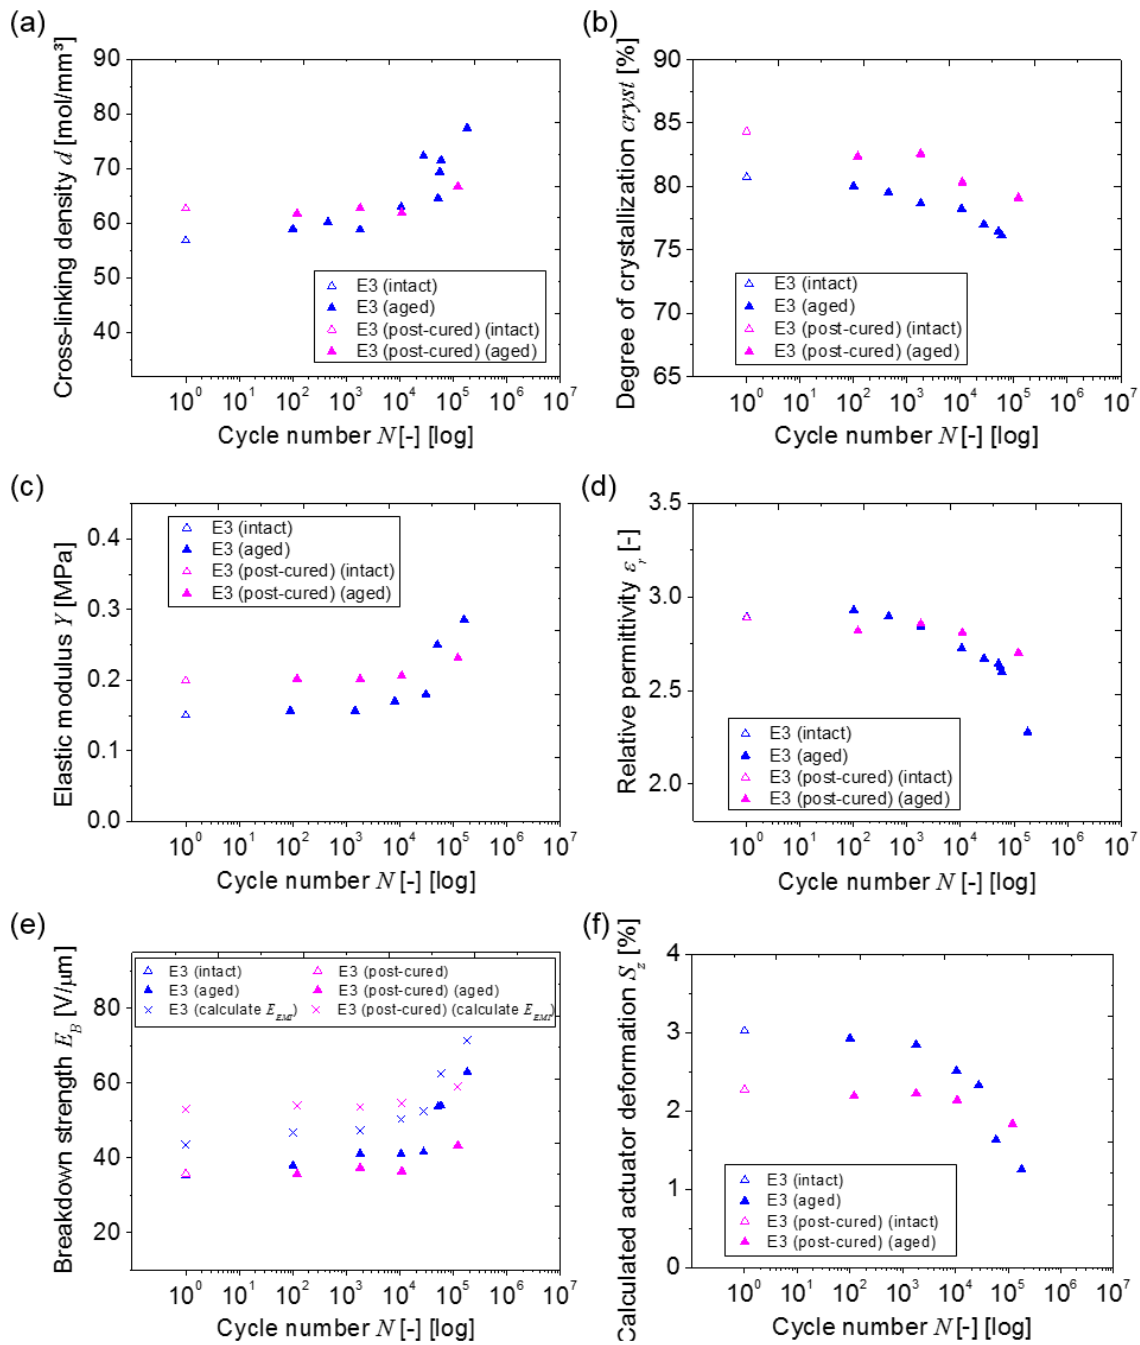 (a)
Cross-linking density d [mol/mm³]
90
80
70
60
50
40
E3 (intact)
E3 (aged)
E3 (post-cured) (intact)
E3 (post-cured) (aged)
10⁰ 10¹ 10² 10³ 10⁴ 10⁵ 10⁶ 10⁷
Cycle number N [-] [log]
(b)
Degree of crystallization cryst [%]
90
85
80
75
70
65
E3 (intact)
E3 (aged)
E3 (post-cured) (intact)
E3 (post-cured) (aged)
10⁰ 10² 10³ 10⁴ 10⁵ 10⁶ 10⁷
Cycle number N [-] [log]
(c)
Elastic modulus Y [MPa]
0.4
0.3
0.2
0.1
0.0
E3 (intact)
E3 (aged)
E3 (post-cured) (intact)
E3 (post-cured) (aged)
10⁰ 10² 10³ 10⁴ 10⁵ 10⁶ 10⁷
Cycle number N [-] [log]
(d)
Relative permittivity εr [-]
3.5
3.0
2.5
2.0
E3 (intact)
E3 (aged)
E3 (post-cured) (intact)
E3 (post-cured) (aged)
10⁰ 10² 10³ 10⁴ 10⁵ 10⁶ 10⁷
Cycle number N [-] [log]
(e)
Breakdown strength E_B [V/μm]
80
60
40
20
E3 (intact)
E3 (aged)
E3 (calculate E_EMI)
E3 (post-cured)
E3 (post-cured) (aged)
E3 (post-cured) (calculate E_EMI)
10⁰ 10² 10³ 10⁴ 10⁵ 10⁶ 10⁷
Cycle number N [-] [log]
(f)
Calculated actuator deformation S_z [%]
4
3
2
1
0
E3 (intact)
E3 (aged)
E3 (post-cured) (intact)
E3 (post-cured) (aged)
10⁰ 10² 10³ 10⁴ 10⁵ 10⁶ 10⁷
Cycle number N [-] [log]